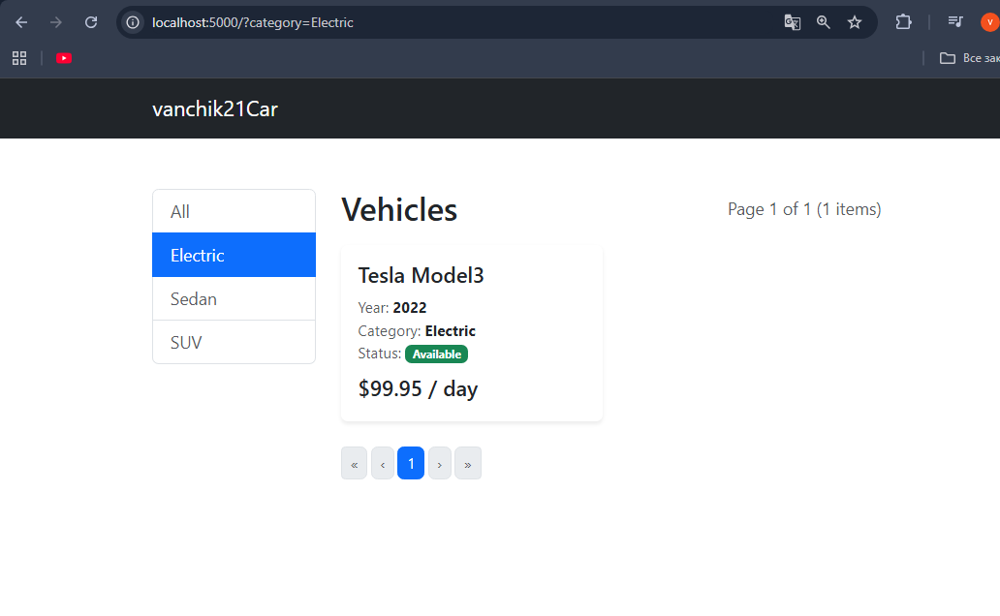 localhost:5000/?category=Electric
v
Все зак
vanchik21Car
All
Electric
Sedan
SUV
Vehicles
Page 1 of 1 (1 items)
Tesla Model3
Year: 2022
Category: Electric
Status: Available
$99.95 / day
« ‹ 1 › »